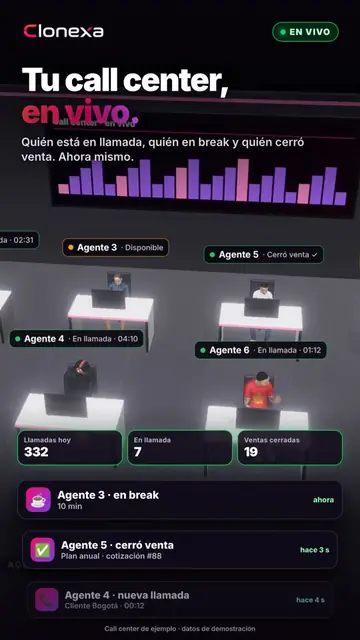 Clonexa
EN VIVO
Tu call center,
en vivo.
Quién está en llamada, quién en break y quién cerró
venta. Ahora mismo.
· 02:31
Agente 3 · Disponible
Agente 5 · Cerró venta ✓
Agente 4 · En llamada · 04:10
Agente 6 · En llamada · 01:12
Llamadas hoy
332
En llamada
7
Ventas cerradas
19
Agente 3 · en break
10 min
ahora
Agente 5 · cerró venta
Plan anual · cotización #88
hace 3 s
Agente 4 · nueva llamada
Cliente Bogotá · 00:12
hace 4 s
Call center de ejemplo · datos de demostración